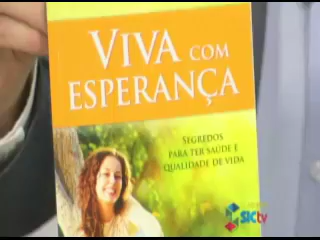 VIVA COM
ESPERANÇA
SEGREDOS
PARA TER SAÚDE E
QUALIDADE DE VIDA
SICtv